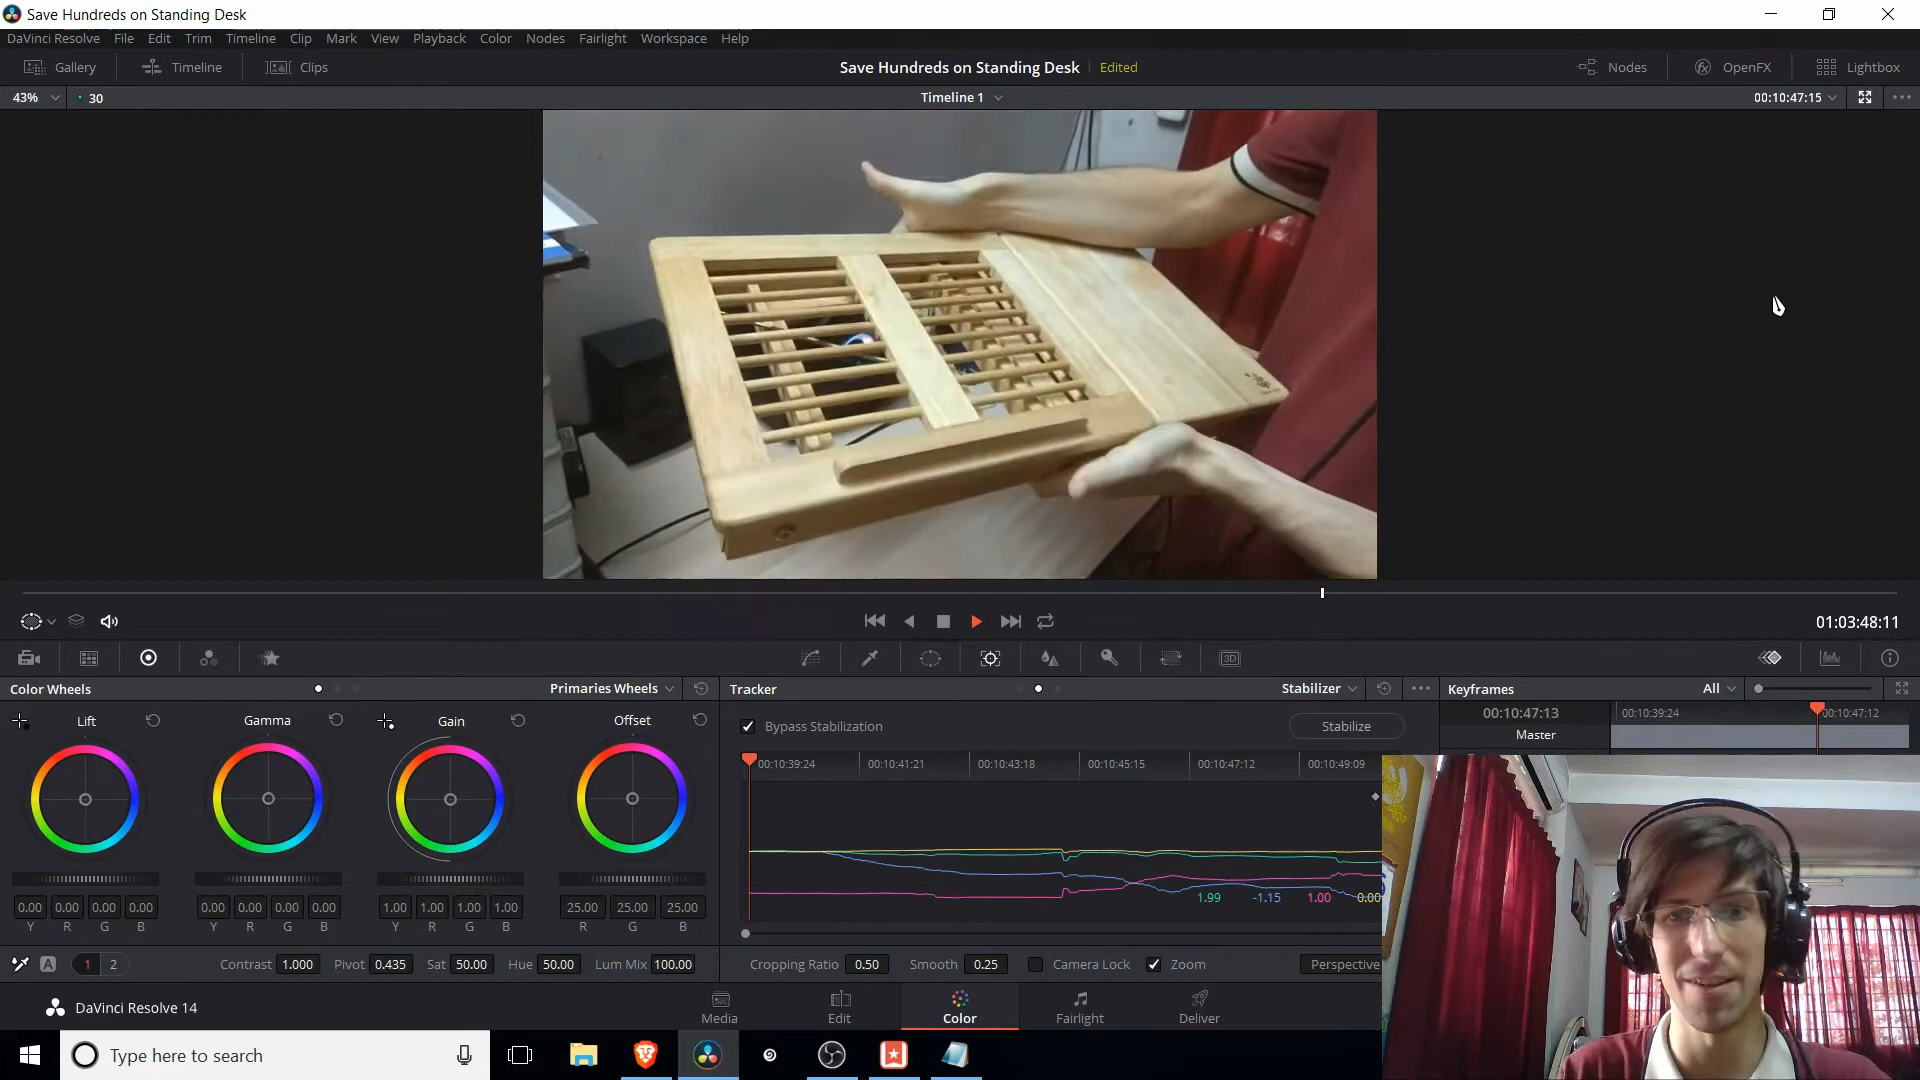 Save Hundreds on Standing Desk
DaVinci Resolve File Edit Trim Timeline Clip Mark View Playback Color Nodes Fairlight Workspace Help
Gallery Timeline Clips Save Hundreds on Standing Desk Edited Nodes OpenFX Lightbox
43% 30 Timeline 1 00:10:47:15
01:03:48:11
Color Wheels Primaries Wheels Tracker Stabilizer Keyframes All
Lift Gamma Gain Offset
Bypass Stabilization Stabilize
00:10:47:13 00:10:39:24 00:10:47:12
Master
00:10:39:24 00:10:41:21 00:10:43:18 00:10:45:15 00:10:47:12 00:10:49:09
1.99 -1.15 1.00 0.00
0.00 0.00 0.00 0.00 0.00 0.00 0.00 0.00 1.00 1.00 1.00 1.00 25.00 25.00 25.00
Y R G B Y R G B Y R G B R G B
A 1 2 Contrast 1.000 Pivot 0.435 Sat 50.00 Hue 50.00 Lum Mix 100.00
Cropping Ratio 0.50 Smooth 0.25 Camera Lock Zoom Perspective
DaVinci Resolve 14
Media Edit Color Fairlight Deliver
Type here to search